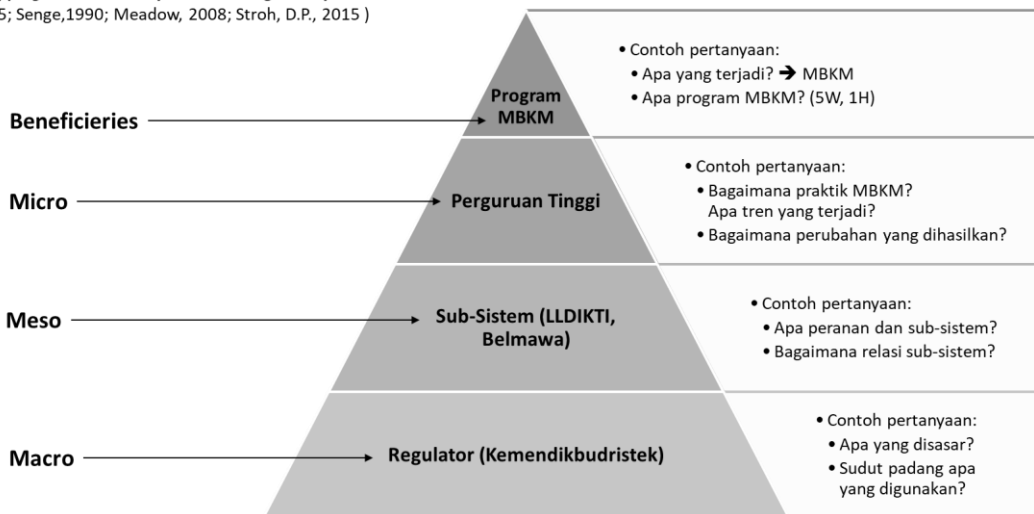 5; Senge,1990; Meadow, 2008; Stroh, D.P., 2015 )
Beneficieries
Program
MBKM
• Contoh pertanyaan:
• Apa yang terjadi? ➔ MBKM
• Apa program MBKM? (5W, 1H)
Micro
Perguruan Tinggi
• Contoh pertanyaan:
• Bagaimana praktik MBKM?
Apa tren yang terjadi?
• Bagaimana perubahan yang dihasilkan?
Meso
Sub-Sistem (LLDIKTI,
Belmawa)
• Contoh pertanyaan:
• Apa peranan dan sub-sistem?
• Bagaimana relasi sub-sistem?
Macro
Regulator (Kemendikbudristek)
• Contoh pertanyaan:
• Apa yang disasar?
• Sudut padang apa
yang digunakan?